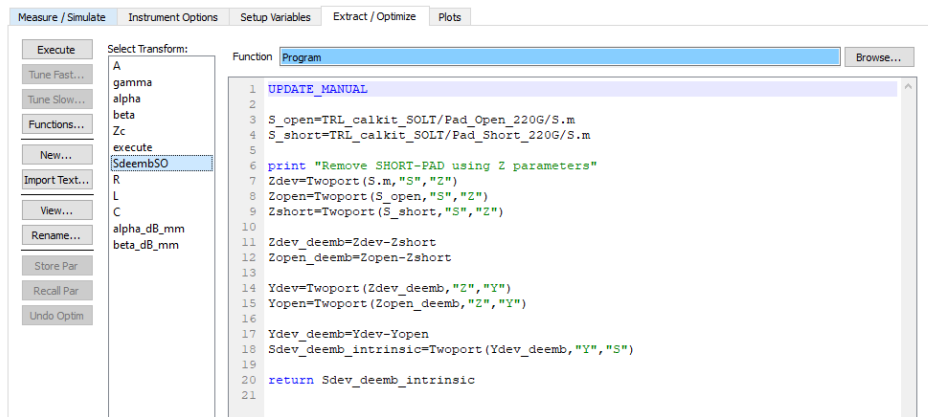 Measure / Simulate
Instrument Options
Setup Variables
Extract / Optimize
Plots
Execute
Tune Fast...
Tune Slow...
Functions...
New...
Import Text...
View...
Rename...
Store Par
Recall Par
Undo Optim
Select Transform:
A
gamma
alpha
beta
Zc
execute
SdeembSO
R
L
C
alpha_dB_mm
beta_dB_mm
Function Program Browse...
1 UPDATE_MANUAL
2
3 S_open=TRL_calkit_SOLT/Pad_Open_220G/S.m
4 S_short=TRL_calkit_SOLT/Pad_Short_220G/S.m
5
6 print "Remove SHORT-PAD using Z parameters"
7 Zdev=Twoport(S.m,"S","Z")
8 Zopen=Twoport(S_open,"S","Z")
9 Zshort=Twoport(S_short,"S","Z")
10
11 Zdev_deemb=Zdev-Zshort
12 Zopen_deemb=Zopen-Zshort
13
14 Ydev=Twoport(Zdev_deemb,"Z","Y")
15 Yopen=Twoport(Zopen_deemb,"Z","Y")
16
17 Ydev_deemb=Ydev-Yopen
18 Sdev_deemb_intrinsic=Twoport(Ydev_deemb,"Y","S")
19
20 return Sdev_deemb_intrinsic
21